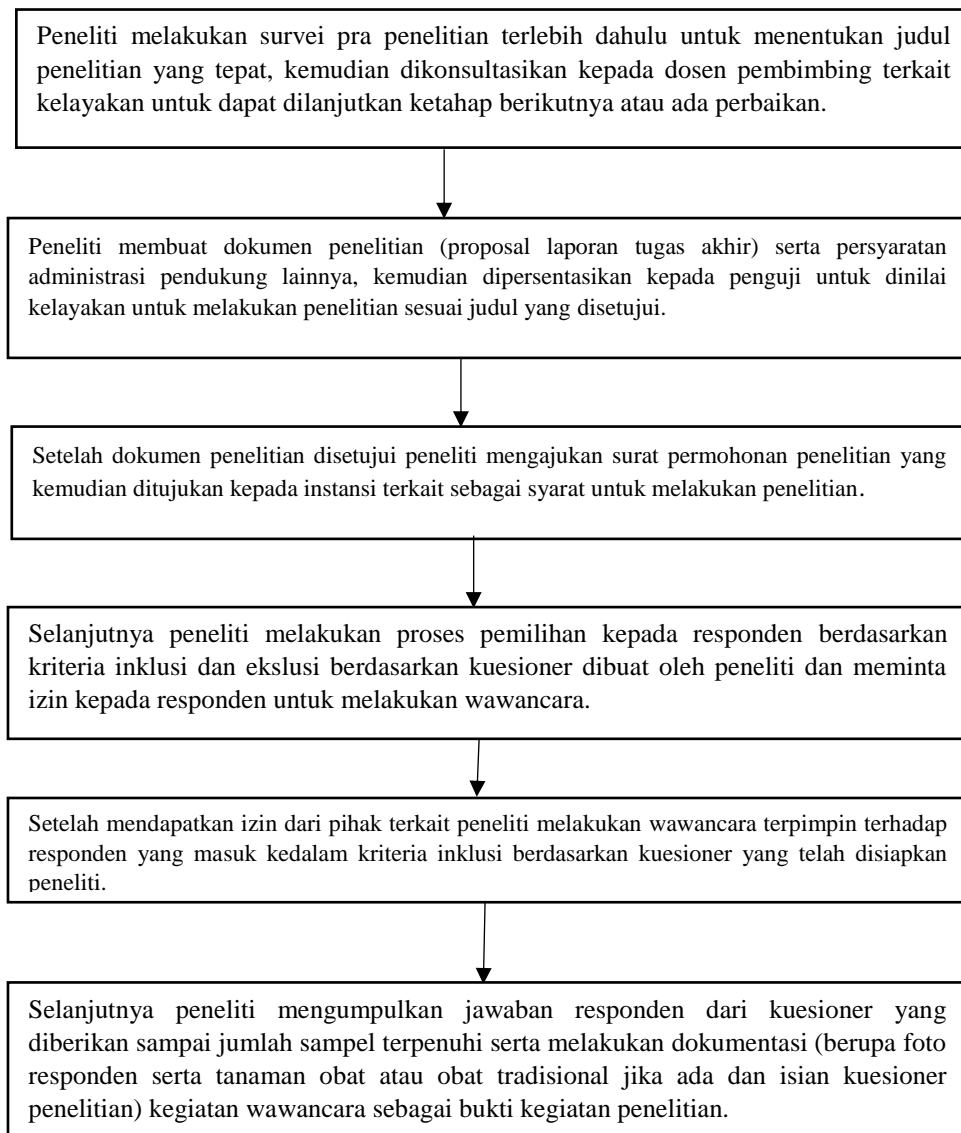 Peneliti melakukan survei pra penelitian terlebih dahulu untuk menentukan judul
penelitian yang tepat, kemudian dikonsultasikan kepada dosen pembimbing terkait
kelayakan untuk dapat dilanjutkan ketahap berikutnya atau ada perbaikan.
Peneliti membuat dokumen penelitian (proposal laporan tugas akhir) serta persyaratan
administrasi pendukung lainnya, kemudian dipersentasikan kepada penguji untuk dinilai
kelayakan untuk melakukan penelitian sesuai judul yang disetujui.
Setelah dokumen penelitian disetujui peneliti mengajukan surat permohonan penelitian yang
kemudian ditujukan kepada instansi terkait sebagai syarat untuk melakukan penelitian.
Selanjutnya peneliti melakukan proses pemilihan kepada responden berdasarkan
kriteria inklusi dan ekslusi berdasarkan kuesioner dibuat oleh peneliti dan meminta
izin kepada responden untuk melakukan wawancara.
Setelah mendapatkan izin dari pihak terkait peneliti melakukan wawancara terpimpin terhadap
responden yang masuk kedalam kriteria inklusi berdasarkan kuesioner yang telah disiapkan
peneliti.
Selanjutnya peneliti mengumpulkan jawaban responden dari kuesioner yang
diberikan sampai jumlah sampel terpenuhi serta melakukan dokumentasi (berupa foto
responden serta tanaman obat atau obat tradisional jika ada dan isian kuesioner
penelitian) kegiatan wawancara sebagai bukti kegiatan penelitian.